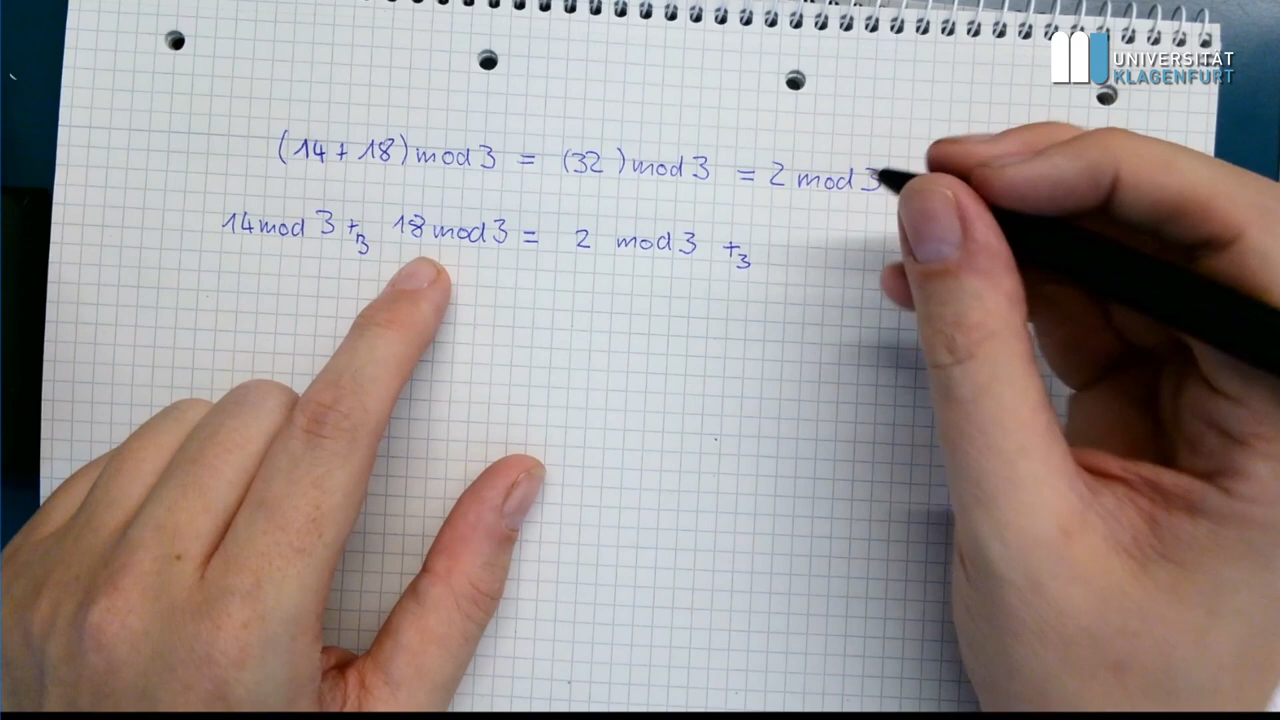 UNIVERSITÄT
KLAGENFURT
(14 + 18) mod 3 = (32) mod 3 = 2 mod 3
14 mod 3 +₃ 18 mod 3 = 2 mod 3 +₃